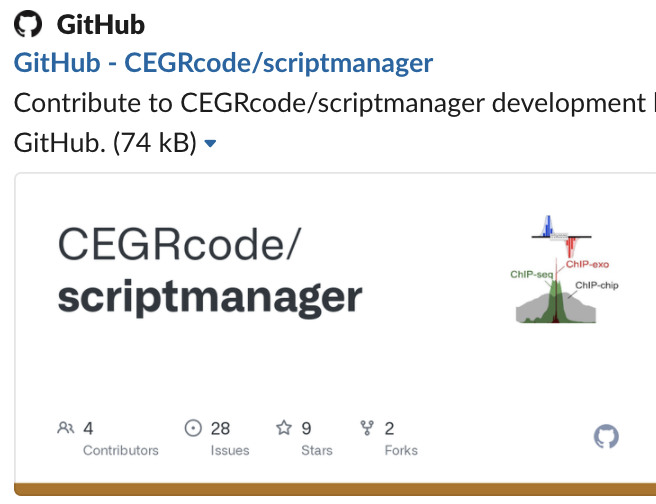 GitHub
GitHub - CEGRcode/scriptmanager
Contribute to CEGRcode/scriptmanager development
GitHub. (74 kB)
CEGRcode/
scriptmanager
ChIP-exo
ChIP-seq
ChIP-chip
4 28 9 2
Contributors Issues Stars Forks